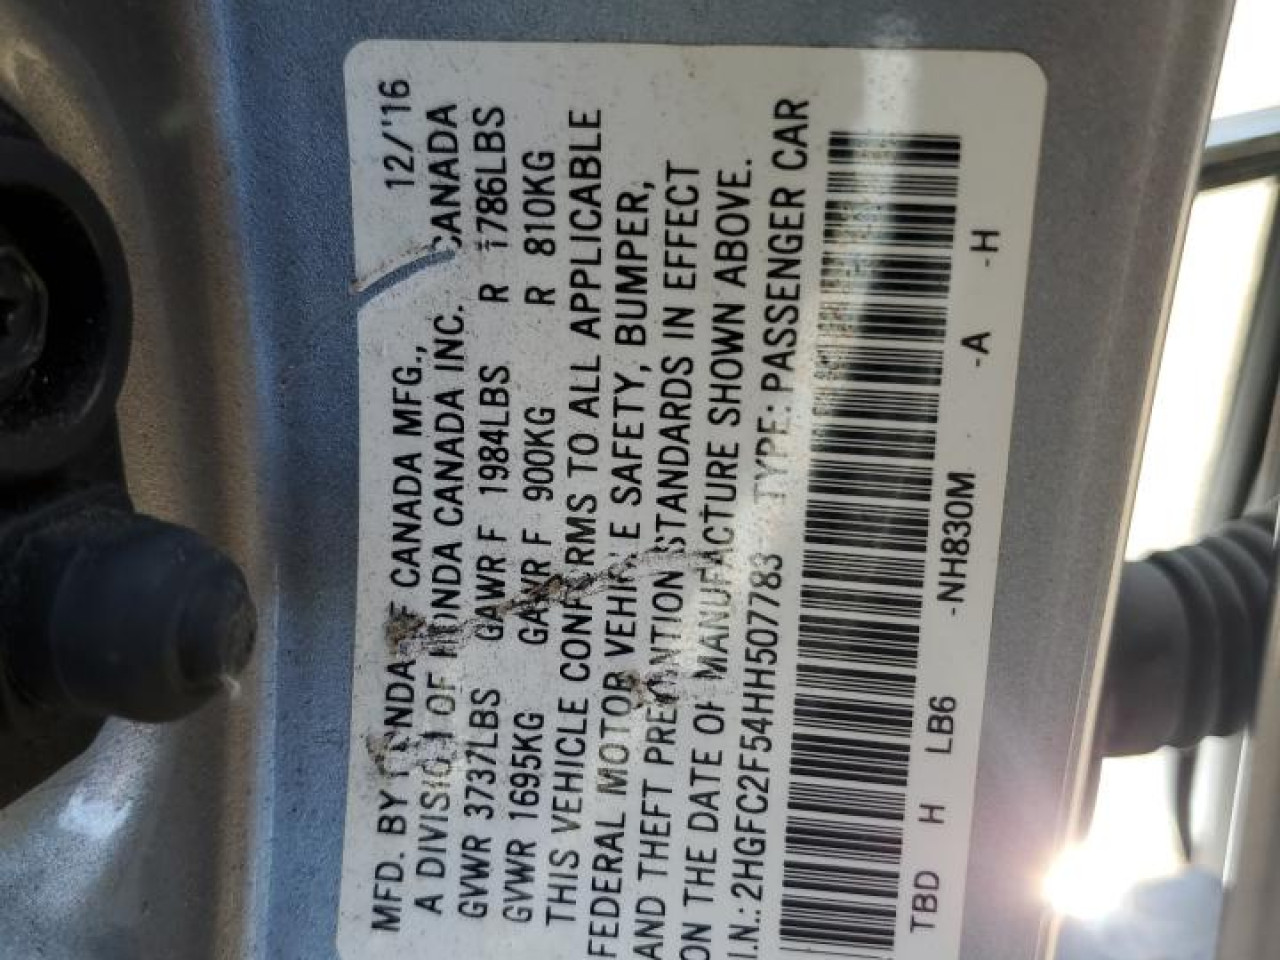 12/'16
MFD. BY HONDA OF CANADA MFG.,
A DIVISION OF HONDA CANADA INC. CANADA
GVWR 3737LBS GAWR F 1984LBS R 1786LBS
GVWR 1695KG GAWR F 900KG R 810KG
THIS VEHICLE CONFORMS TO ALL APPLICABLE
FEDERAL MOTOR VEHICLE SAFETY, BUMPER,
AND THEFT PREVENTION STANDARDS IN EFFECT
ON THE DATE OF MANUFACTURE SHOWN ABOVE.
I.N.:2HGFC2F54HH507783 TYPE: PASSENGER CAR
TBD H LB6 -NH830M -A -H